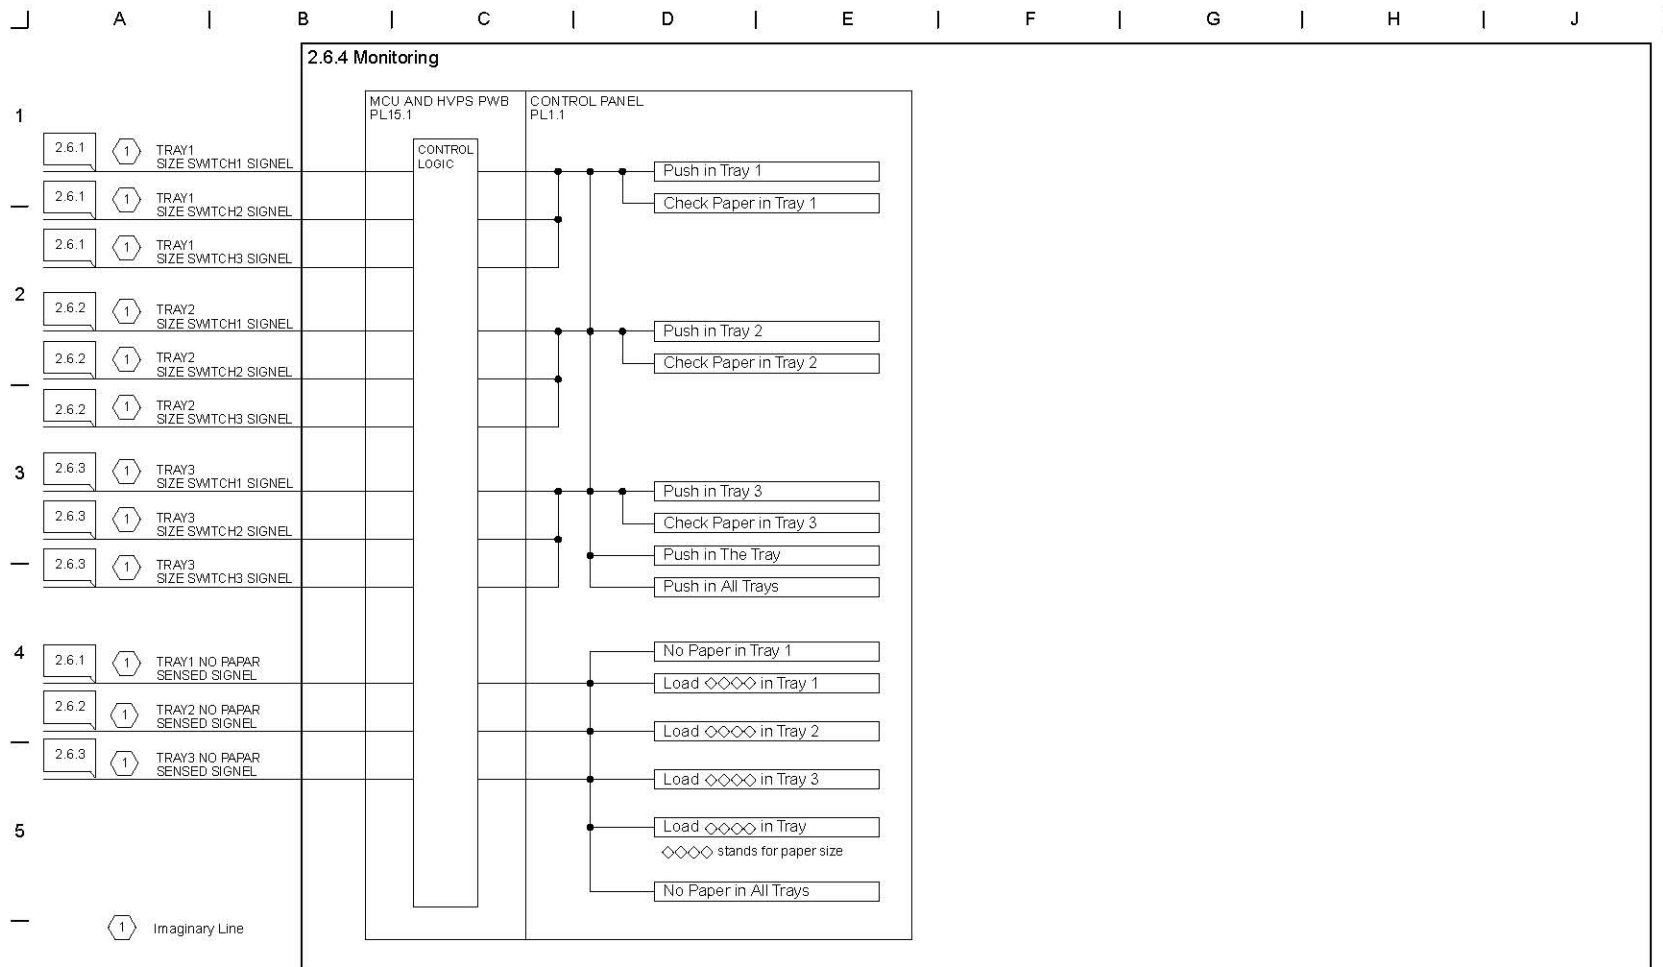 A | B | C | D | E | F | G | H | J
2.6.4 Monitoring
MCU AND HVPS PWB
PL15.1
CONTROL PANEL
PL1.1
CONTROL
LOGIC
1
2.6.1
1
TRAY1
SIZE SWITCH1 SIGNEL
Push in Tray 1
2.6.1
1
TRAY1
SIZE SWITCH2 SIGNEL
Check Paper in Tray 1
2.6.1
1
TRAY1
SIZE SWITCH3 SIGNEL
2
2.6.2
1
TRAY2
SIZE SWITCH1 SIGNEL
Push in Tray 2
2.6.2
1
TRAY2
SIZE SWITCH2 SIGNEL
Check Paper in Tray 2
2.6.2
1
TRAY2
SIZE SWITCH3 SIGNEL
3
2.6.3
1
TRAY3
SIZE SWITCH1 SIGNEL
Push in Tray 3
2.6.3
1
TRAY3
SIZE SWITCH2 SIGNEL
Check Paper in Tray 3
Push in The Tray
2.6.3
1
TRAY3
SIZE SWITCH3 SIGNEL
Push in All Trays
4
2.6.1
1
TRAY1 NO PAPAR
SENSED SIGNEL
No Paper in Tray 1
Load ◇◇◇◇ in Tray 1
2.6.2
1
TRAY2 NO PAPAR
SENSED SIGNEL
Load ◇◇◇◇ in Tray 2
2.6.3
1
TRAY3 NO PAPAR
SENSED SIGNEL
Load ◇◇◇◇ in Tray 3
5
Load ◇◇◇◇ in Tray
◇◇◇◇ stands for paper size
No Paper in All Trays
1 Imaginary Line